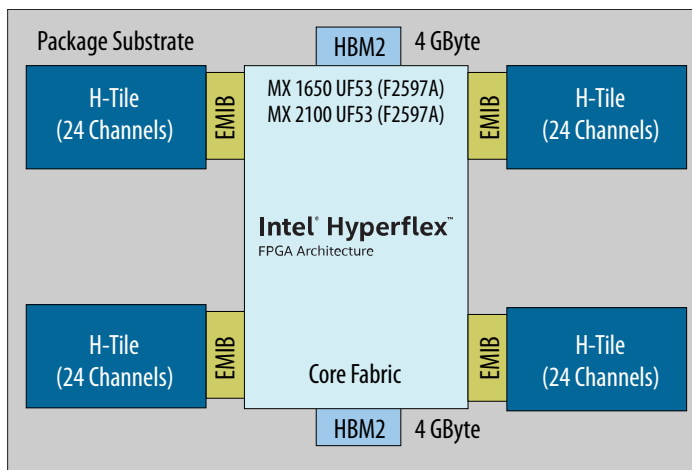 Package Substrate
HBM2
4 GByte
H-Tile
(24 Channels)
EMIB
MX 1650 UF53 (F2597A)
MX 2100 UF53 (F2597A)
EMIB
H-Tile
(24 Channels)
Intel® Hyperflex™
FPGA Architecture
H-Tile
(24 Channels)
EMIB
Core Fabric
EMIB
H-Tile
(24 Channels)
HBM2
4 GByte